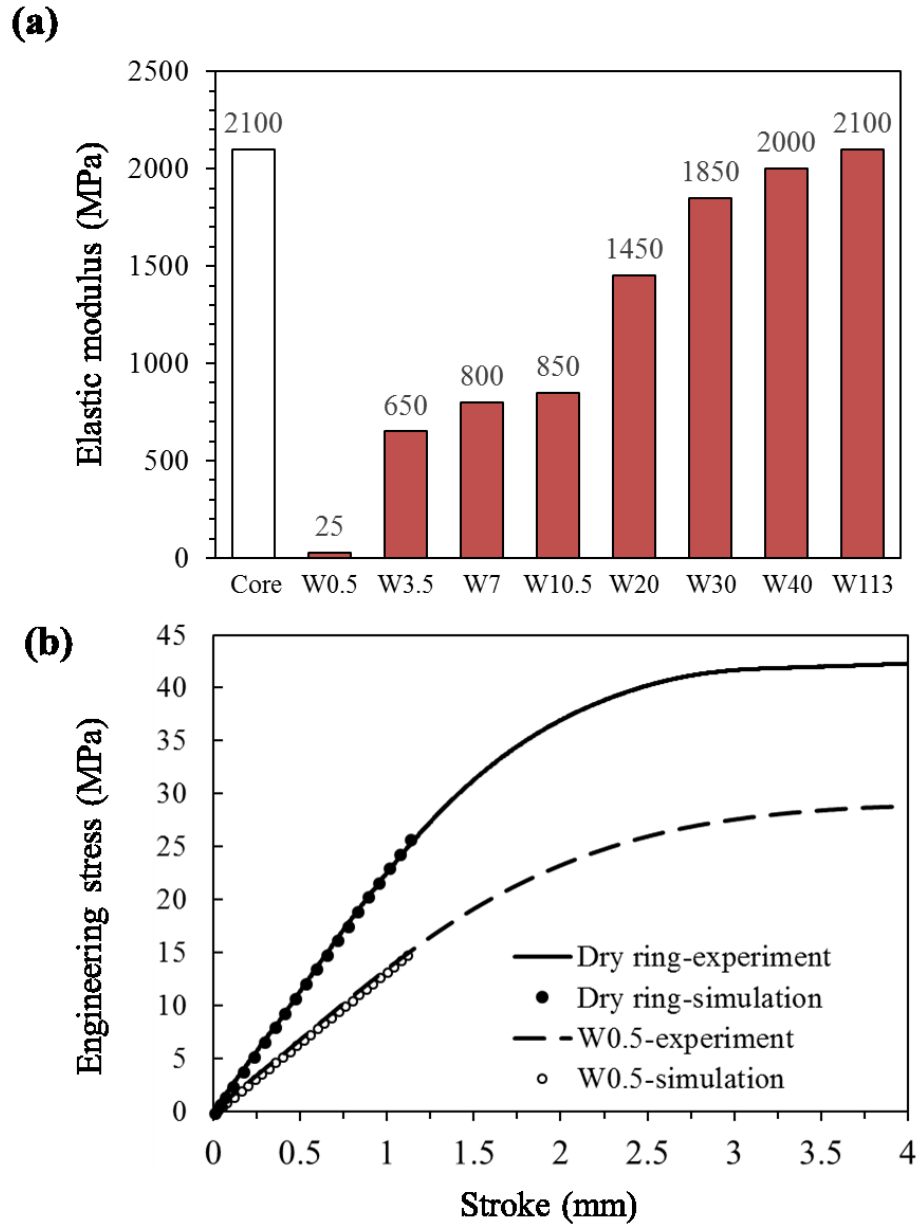 (a)
Elastic modulus (MPa)
2500
2000
1500
1000
500
0
2100
25
650
800
850
1450
1850
2000
2100
Core W0.5 W3.5 W7 W10.5 W20 W30 W40 W113
(b)
Engineering stress (MPa)
45
40
35
30
25
20
15
10
5
0
Dry ring-experiment
Dry ring-simulation
W0.5-experiment
W0.5-simulation
0 0.5 1 1.5 2 2.5 3 3.5 4
Stroke (mm)